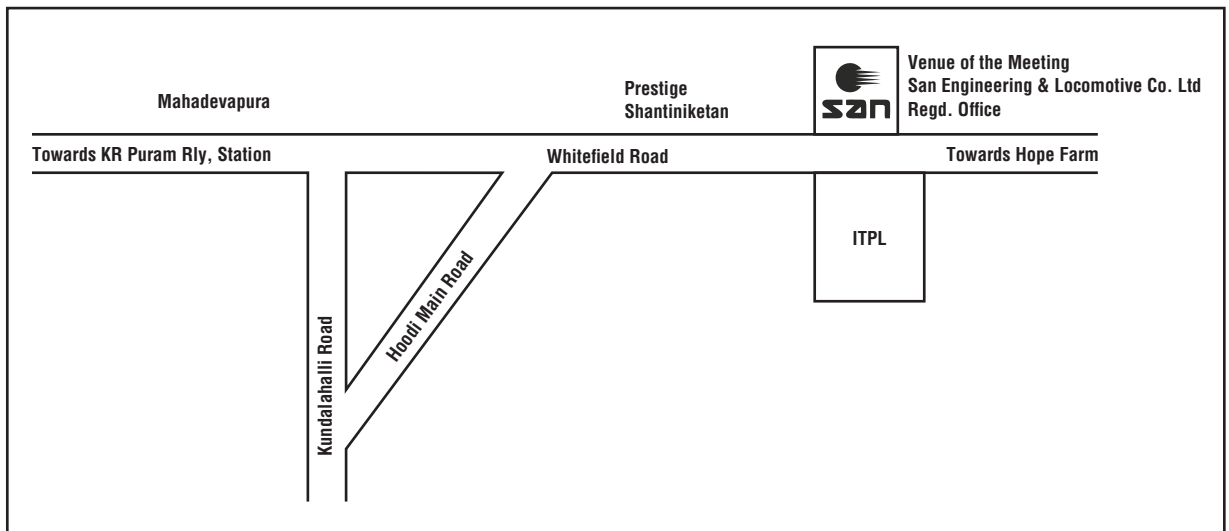 Mahadevapura
Prestige
Shantiniketan
san
Venue of the Meeting
San Engineering & Locomotive Co. Ltd
Regd. Office
Towards KR Puram Rly, Station
Whitefield Road
Towards Hope Farm
ITPL
Hoodi Main Road
Kundalahalli Road